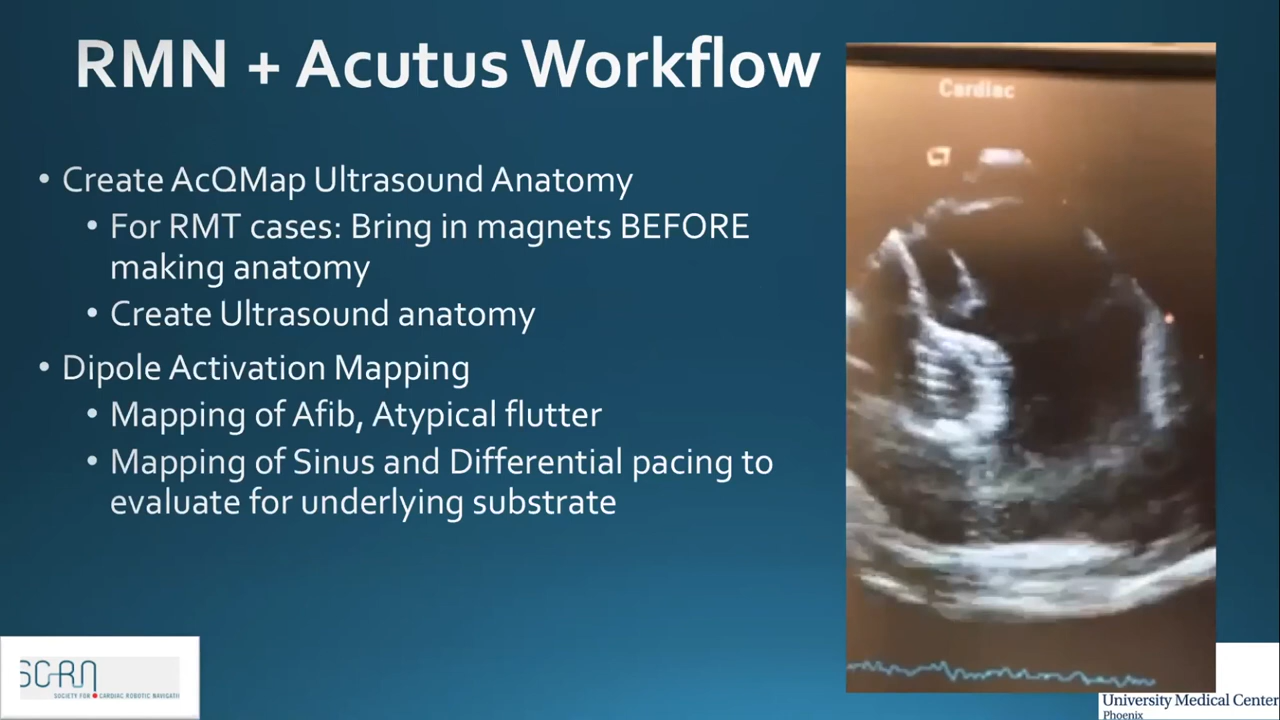 RMN + Acutus Workflow
Cardiac
• Create AcQMap Ultrasound Anatomy
• For RMT cases: Bring in magnets BEFORE
making anatomy
• Create Ultrasound anatomy
• Dipole Activation Mapping
• Mapping of Afib, Atypical flutter
• Mapping of Sinus and Differential pacing to
evaluate for underlying substrate
SCRN
SOCIETY FOR CARDIAC ROBOTIC NAVIGATI
University Medical Center
Phoenix